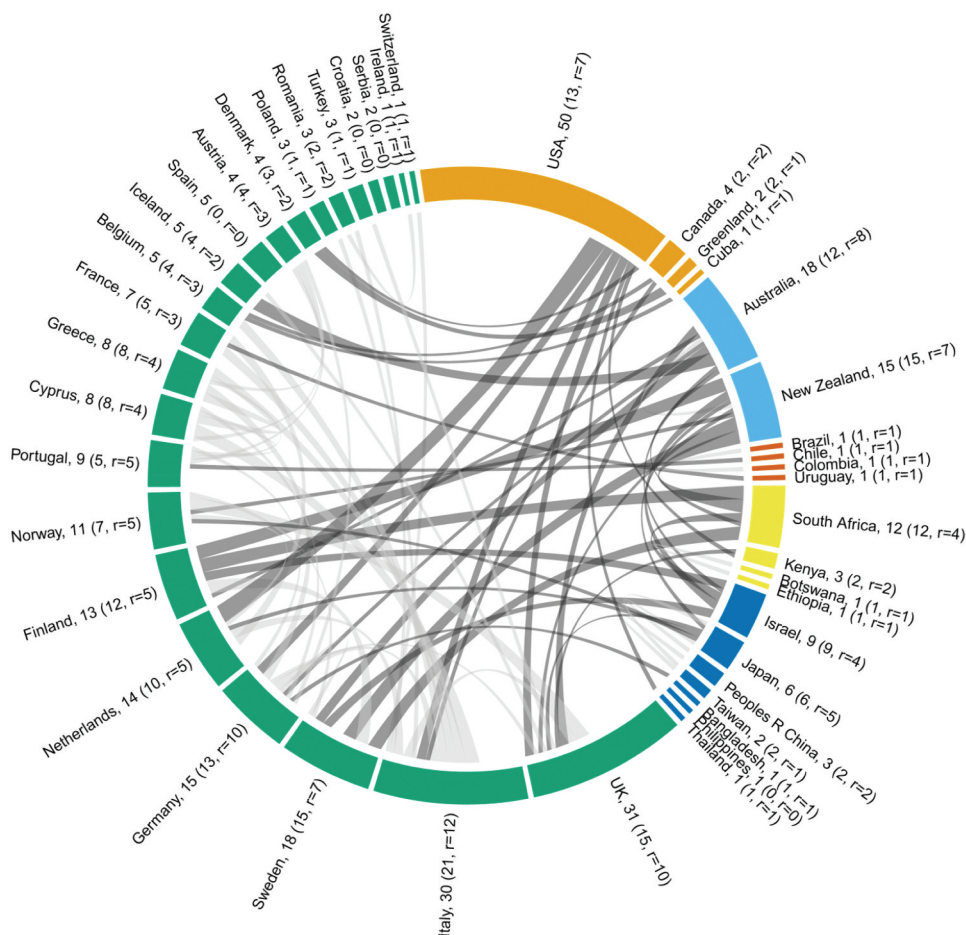 USA, 50 (13, r=7)
Canada, 4 (2, r=2)
Greenland, 2 (2, r=1)
Cuba, 1 (1, r=1)
Australia, 18 (12, r=8)
New Zealand, 15 (15, r=7)
Brazil, 1 (1, r=1)
Chile, 1 (1, r=1)
Colombia, 1 (1, r=1)
Uruguay, 1 (1, r=1)
South Africa, 12 (12, r=4)
Kenya, 3 (2, r=2)
Botswana, 1 (1, r=1)
Ethiopia, 1 (1, r=1)
Israel, 9 (9, r=4)
Japan, 6 (6, r=5)
Peoples R China, 3 (2, r=2)
Taiwan, 2 (2, r=1)
Bangladesh, 1 (1, r=1)
Philippines, 1 (0, r=0)
Thailand, 1 (1, r=1)
UK, 31 (15, r=10)
Italy, 30 (21, r=12)
Sweden, 18 (15, r=7)
Germany, 15 (13, r=10)
Netherlands, 14 (10, r=5)
Finland, 13 (12, r=5)
Norway, 11 (7, r=5)
Portugal, 9 (5, r=5)
Cyprus, 8 (8, r=4)
Greece, 8 (8, r=4)
France, 7 (5, r=3)
Belgium, 5 (4, r=3)
Iceland, 5 (4, r=2)
Spain, 5 (0, r=0)
Austria, 4 (4, r=3)
Denmark, 4 (3, r=2)
Poland, 3 (1, r=1)
Romania, 3 (2, r=2)
Turkey, 3 (1, r=1)
Croatia, 2 (0, r=0)
Serbia, 2 (0, r=0)
Ireland, 1 (1, r=1)
Switzerland, 1 (1, r=1)